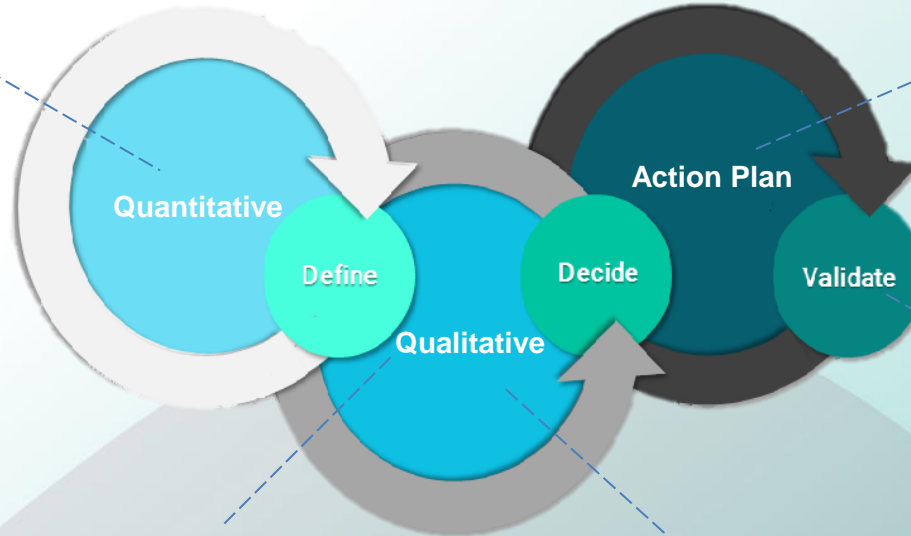 Quantitative
Define
Qualitative
Decide
Action Plan
Validate